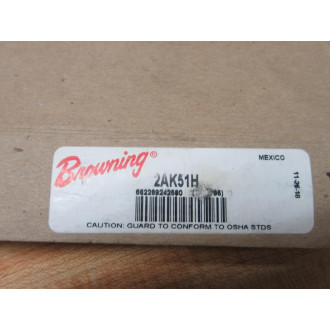 Browning®
MEXICO
2AK51H
11-26-18
CAUTION: GUARD TO CONFORM TO OSHA STDS